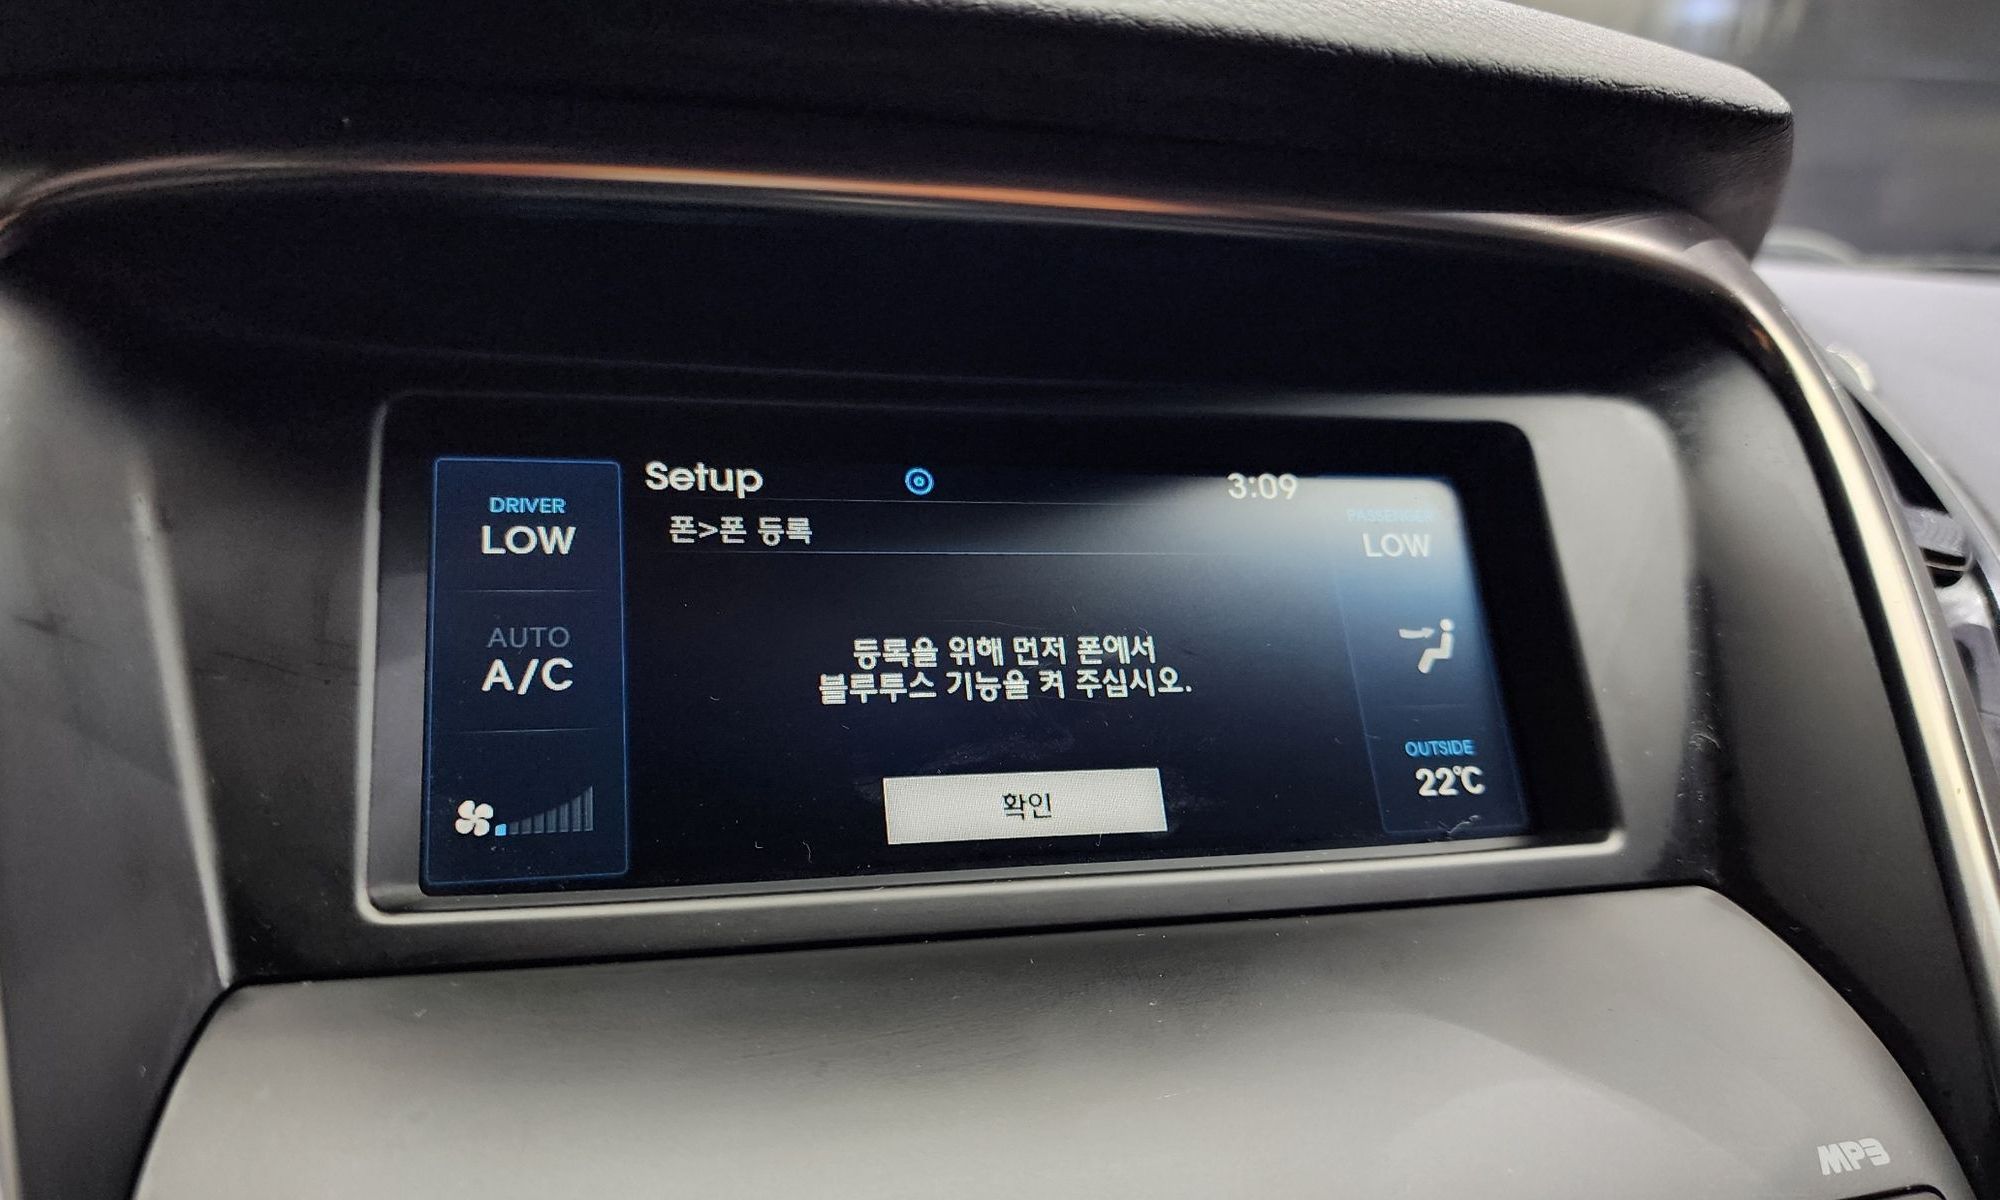 Setup
3:09
폰>폰 등록
DRIVER
LOW
AUTO
A/C
등록을 위해 먼저 폰에서
블루투스 기능을 켜 주십시오.
확인
PASSENGER
LOW
OUTSIDE
22℃
MP3